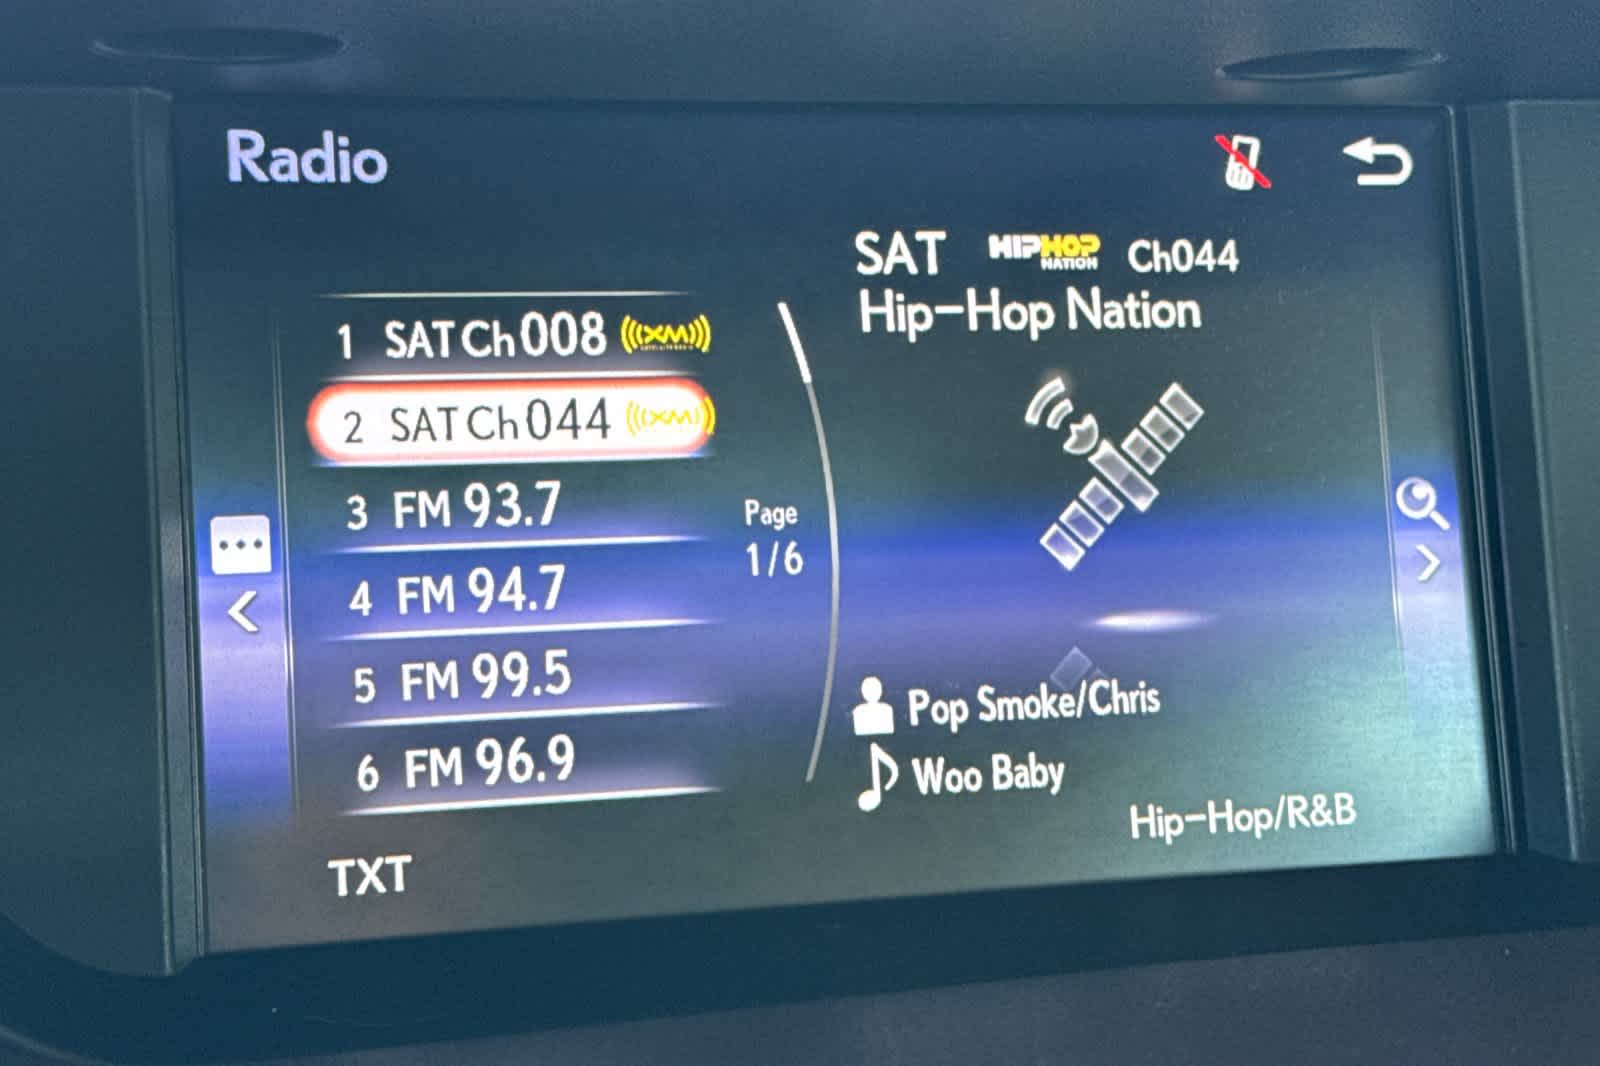 Radio
SAT HIPHOP NATION Ch044
Hip-Hop Nation
1 SAT Ch 008 ((XM))
2 SAT Ch 044 ((XM))
3 FM 93.7
4 FM 94.7
5 FM 99.5
6 FM 96.9
Page
1/6
Pop Smoke/Chris
Woo Baby
Hip-Hop/R&B
TXT